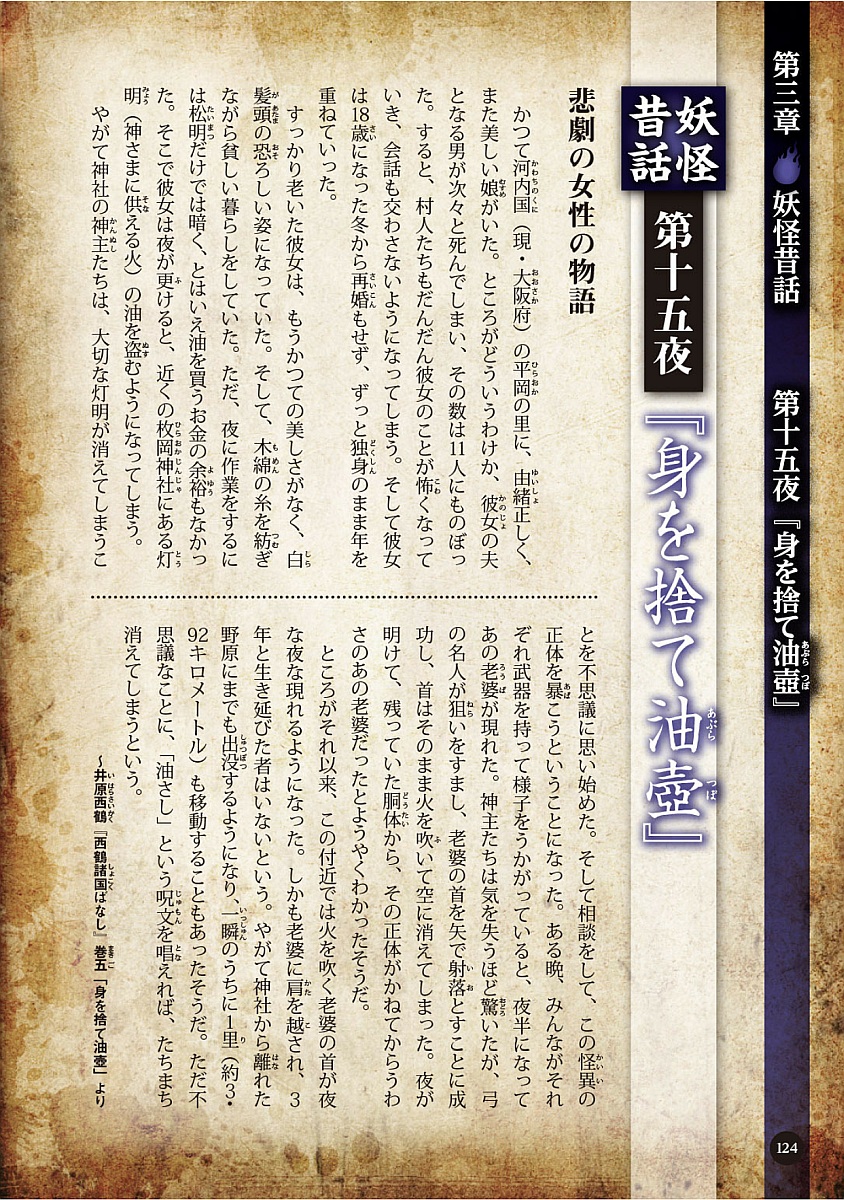 第三章 妖怪昔話 第十五夜『身を捨て油壺』
妖怪昔話 第十五夜『身を捨て油壺』
悲劇の女性の物語
かつて河内国（現・大阪府）の平岡の里に、由緒正しく、
また美しい娘がいた。ところがどういうわけか、彼女の夫
となる男が次々と死んでしまい、その数は11人にものぼっ
た。すると、村人たちもだんだん彼女のことが怖くなって
いき、会話も交わさないようになってしまう。そして彼女
は18歳になった冬から再婚もせず、ずっと独身のまま年を
重ねていった。
すっかり老いた彼女は、もうかつての美しさがなく、白
髪頭の恐ろしい姿になっていた。そして、木綿の糸を紡ぎ
ながら貧しい暮らしをしていた。ただ、夜に作業をするに
は松明だけでは暗く、とはいえ油を買うお金の余裕もなかっ
た。そこで彼女は夜が更けると、近くの枚岡神社にある灯
明（神さまに供える火）の油を盗むようになってしまう。
やがて神社の神主たちは、大切な灯明が消えてしまうこ
とを不思議に思い始めた。そして相談をして、この怪異の
正体を暴こうということになった。ある晩、みんながそれ
ぞれ武器を持って様子をうかがっていると、夜半になって
あの老婆が現れた。神主たちは気を失うほど驚いたが、弓
の名人が狙いをすまし、老婆の首を矢で射落とすことに成
功し、首はそのまま火を吹いて空に消えてしまった。夜が
明けて、残っていた胴体から、その正体がかねてからうわ
さのあの老婆だったとようやくわかったそうだ。
ところがそれ以来、この付近では火を吹く老婆の首が夜
な夜な現れるようになった。しかも老婆に肩を越され、3
年と生き延びた者はいないという。やがて神社から離れた
野原にまでも出没するようになり、一瞬のうちに1里（約3・
92キロメートル）も移動することもあったそうだ。ただ不
思議なことに、「油さし」という呪文を唱えれば、たちまち
消えてしまうという。
～井原西鶴『西鶴諸国ばなし』 巻五「身を捨て油壺」より
124